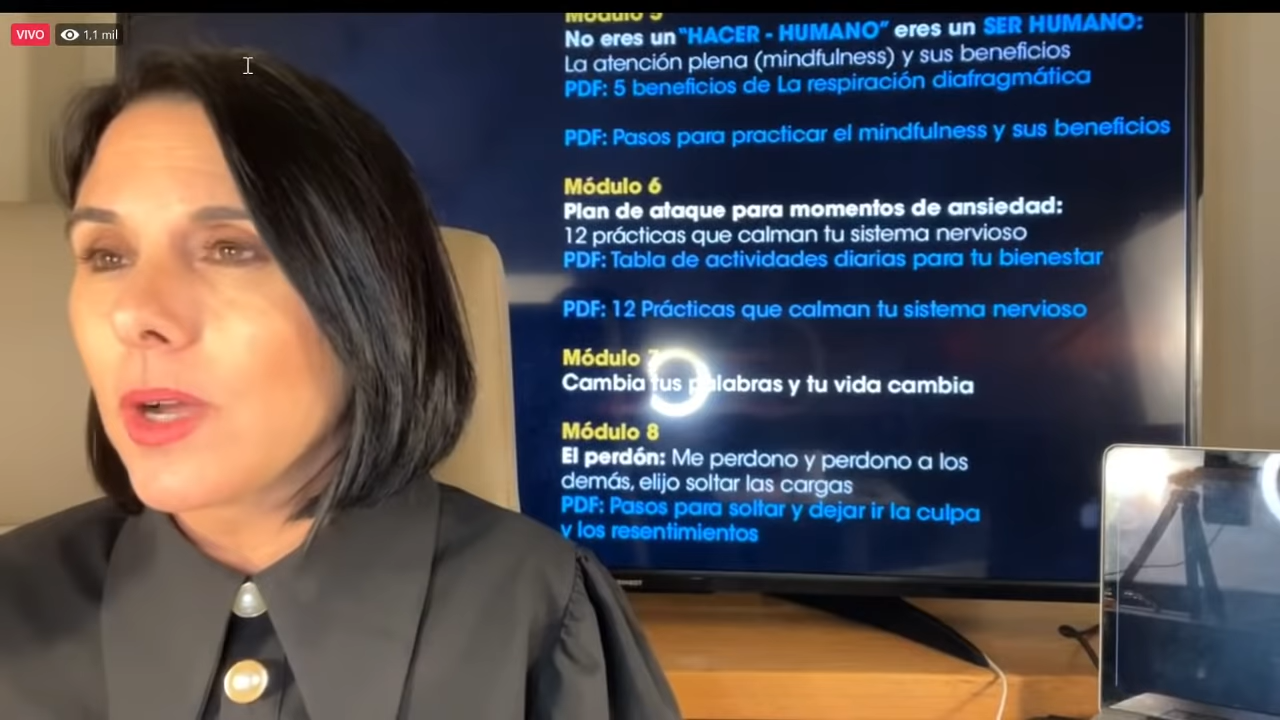 VIVO
1,1 mil
Módulo 5
No eres un "HACER - HUMANO" eres un SER HUMANO:
La atención plena (mindfulness) y sus beneficios
PDF: 5 beneficios de La respiración diafragmática
PDF: Pasos para practicar el mindfulness y sus beneficios
Módulo 6
Plan de ataque para momentos de ansiedad:
12 prácticas que calman tu sistema nervioso
PDF: Tabla de actividades diarias para tu bienestar
PDF: 12 Prácticas que calman tu sistema nervioso
Módulo 7
Cambia tus palabras y tu vida cambia
Módulo 8
El perdón: Me perdono y perdono a los
demás, elijo soltar las cargas
PDF: Pasos para soltar y dejar ir la culpa
y los resentimientos